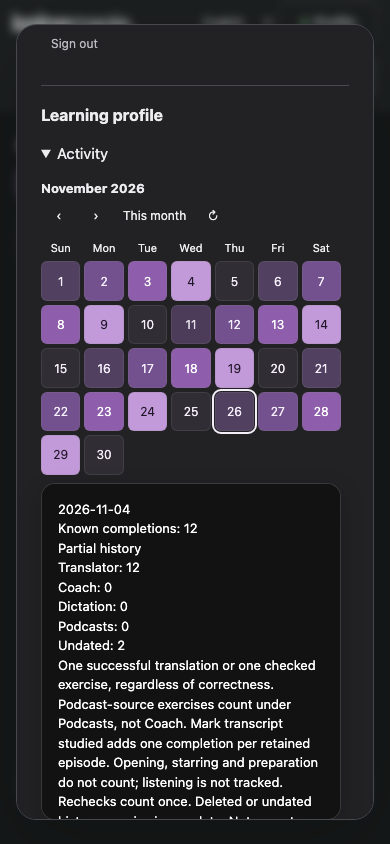 Sign out
Learning profile
▼ Activity
November 2026
‹ › This month ↻
Sun Mon Tue Wed Thu Fri Sat
1 2 3 4 5 6 7
8 9 10 11 12 13 14
15 16 17 18 19 20 21
22 23 24 25 26 27 28
29 30
2026-11-04
Known completions: 12
Partial history
Translator: 12
Coach: 0
Dictation: 0
Podcasts: 0
Undated: 2
One successful translation or one checked
exercise, regardless of correctness.
Podcast-source exercises count under
Podcasts, not Coach. Mark transcript
studied adds one completion per retained
episode. Opening, starring and preparation
do not count; listening is not tracked.
Rechecks count once. Deleted or undated